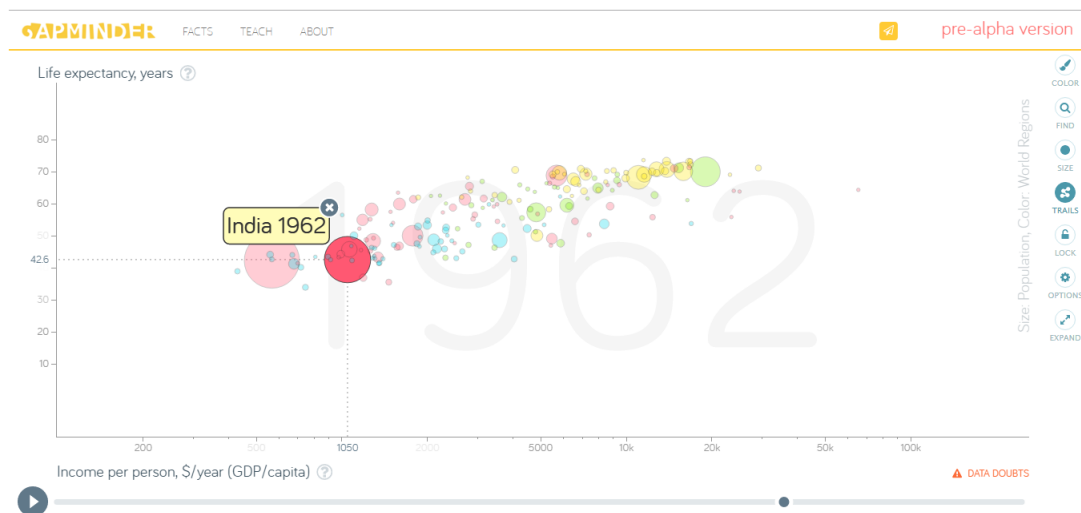 GAPMINDER FACTS TEACH ABOUT pre-alpha version
Life expectancy, years ?
COLOR
FIND
SIZE
TRAILS
LOCK
OPTIONS
EXPAND
Size: Population, Color: World Regions
1962
India 1962
80
70
60
50
42.6
30
20
10
200 500 1050 2000 5000 10k 20k 50k 100k
Income per person, $/year (GDP/capita) ?
DATA DOUBTS